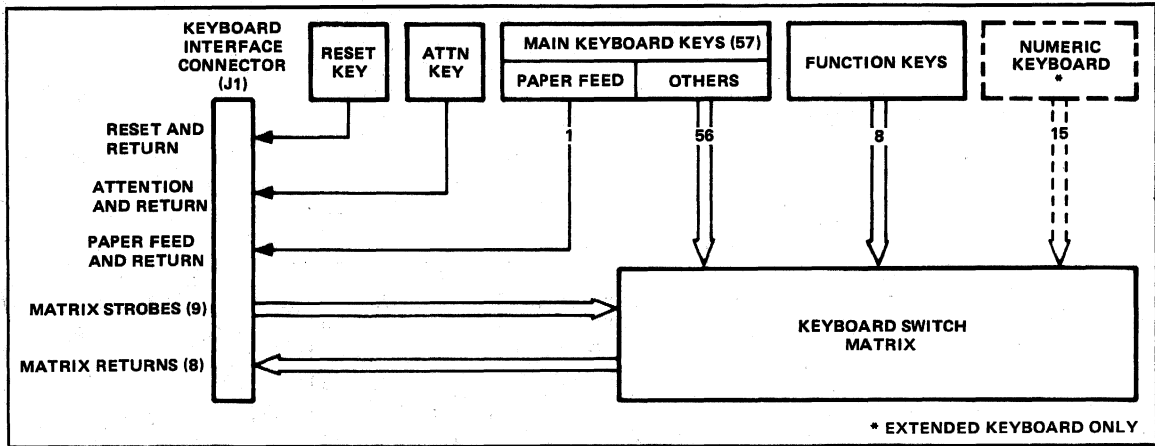 KEYBOARD
INTERFACE
CONNECTOR
(J1)
RESET
KEY
ATTN
KEY
MAIN KEYBOARD KEYS (57)
PAPER FEED
OTHERS
FUNCTION KEYS
NUMERIC
KEYBOARD
*
RESET AND
RETURN
1
56
8
15
ATTENTION
AND RETURN
PAPER FEED
AND RETURN
MATRIX STROBES (9)
MATRIX RETURNS (8)
KEYBOARD SWITCH
MATRIX
* EXTENDED KEYBOARD ONLY